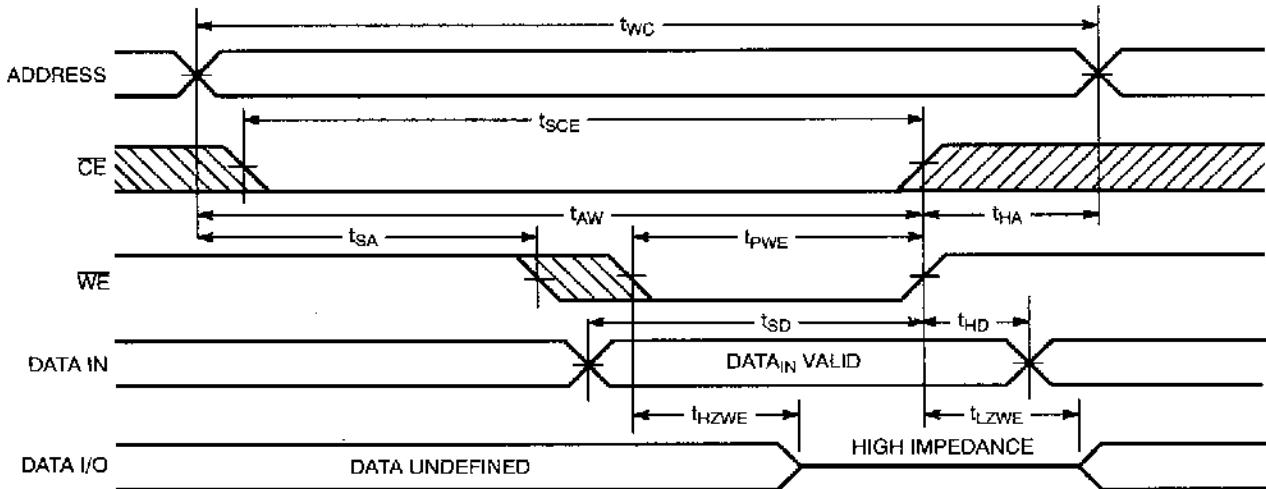 tWC
ADDRESS
tSCE
CE
tAW
tHA
tSA
tPWE
WE
tSD
tHD
DATA IN
DATAIN VALID
tHZWE
tLZWE
HIGH IMPEDANCE
DATA I/O
DATA UNDEFINED